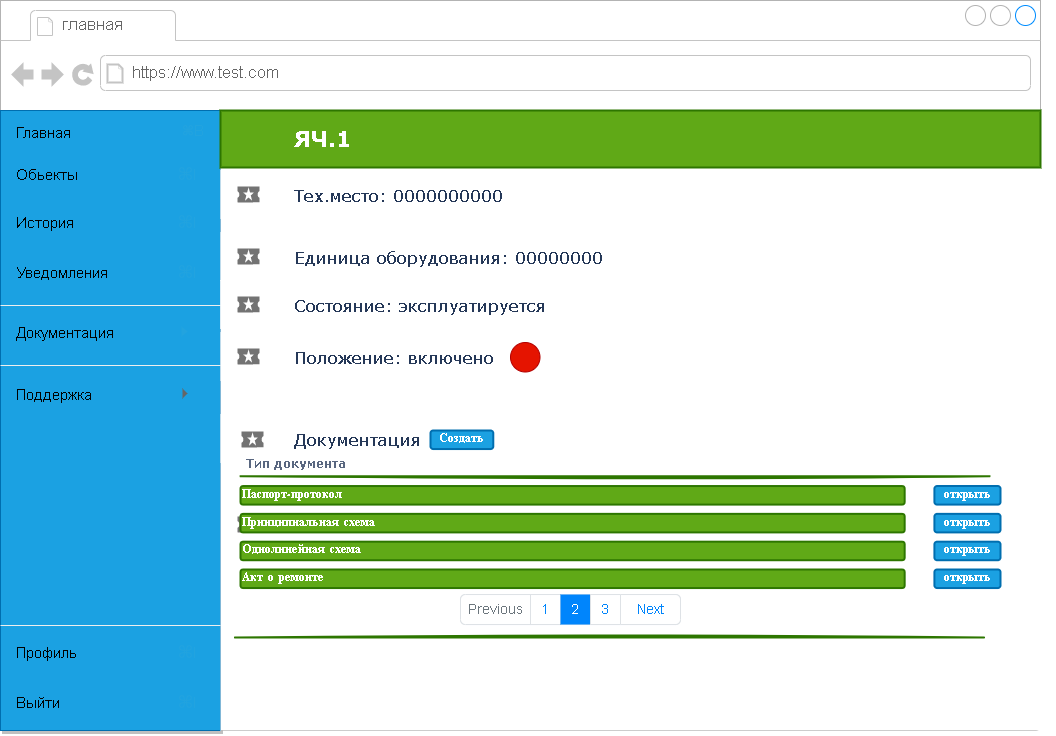 главная
https://www.test.com
Главная
Обьекты
История
Уведомления
Документация
Поддержка
Профиль
Выйти
ЯЧ.1
Тех.место: 0000000000
Единица оборудования: 00000000
Состояние: эксплуатируется
Положение: включено
Документация Создать
Тип документа
Паспорт-протокол открыть
Принципиальная схема открыть
Однолинейная схема открыть
Акт о ремонте открыть
Previous 1 2 3 Next